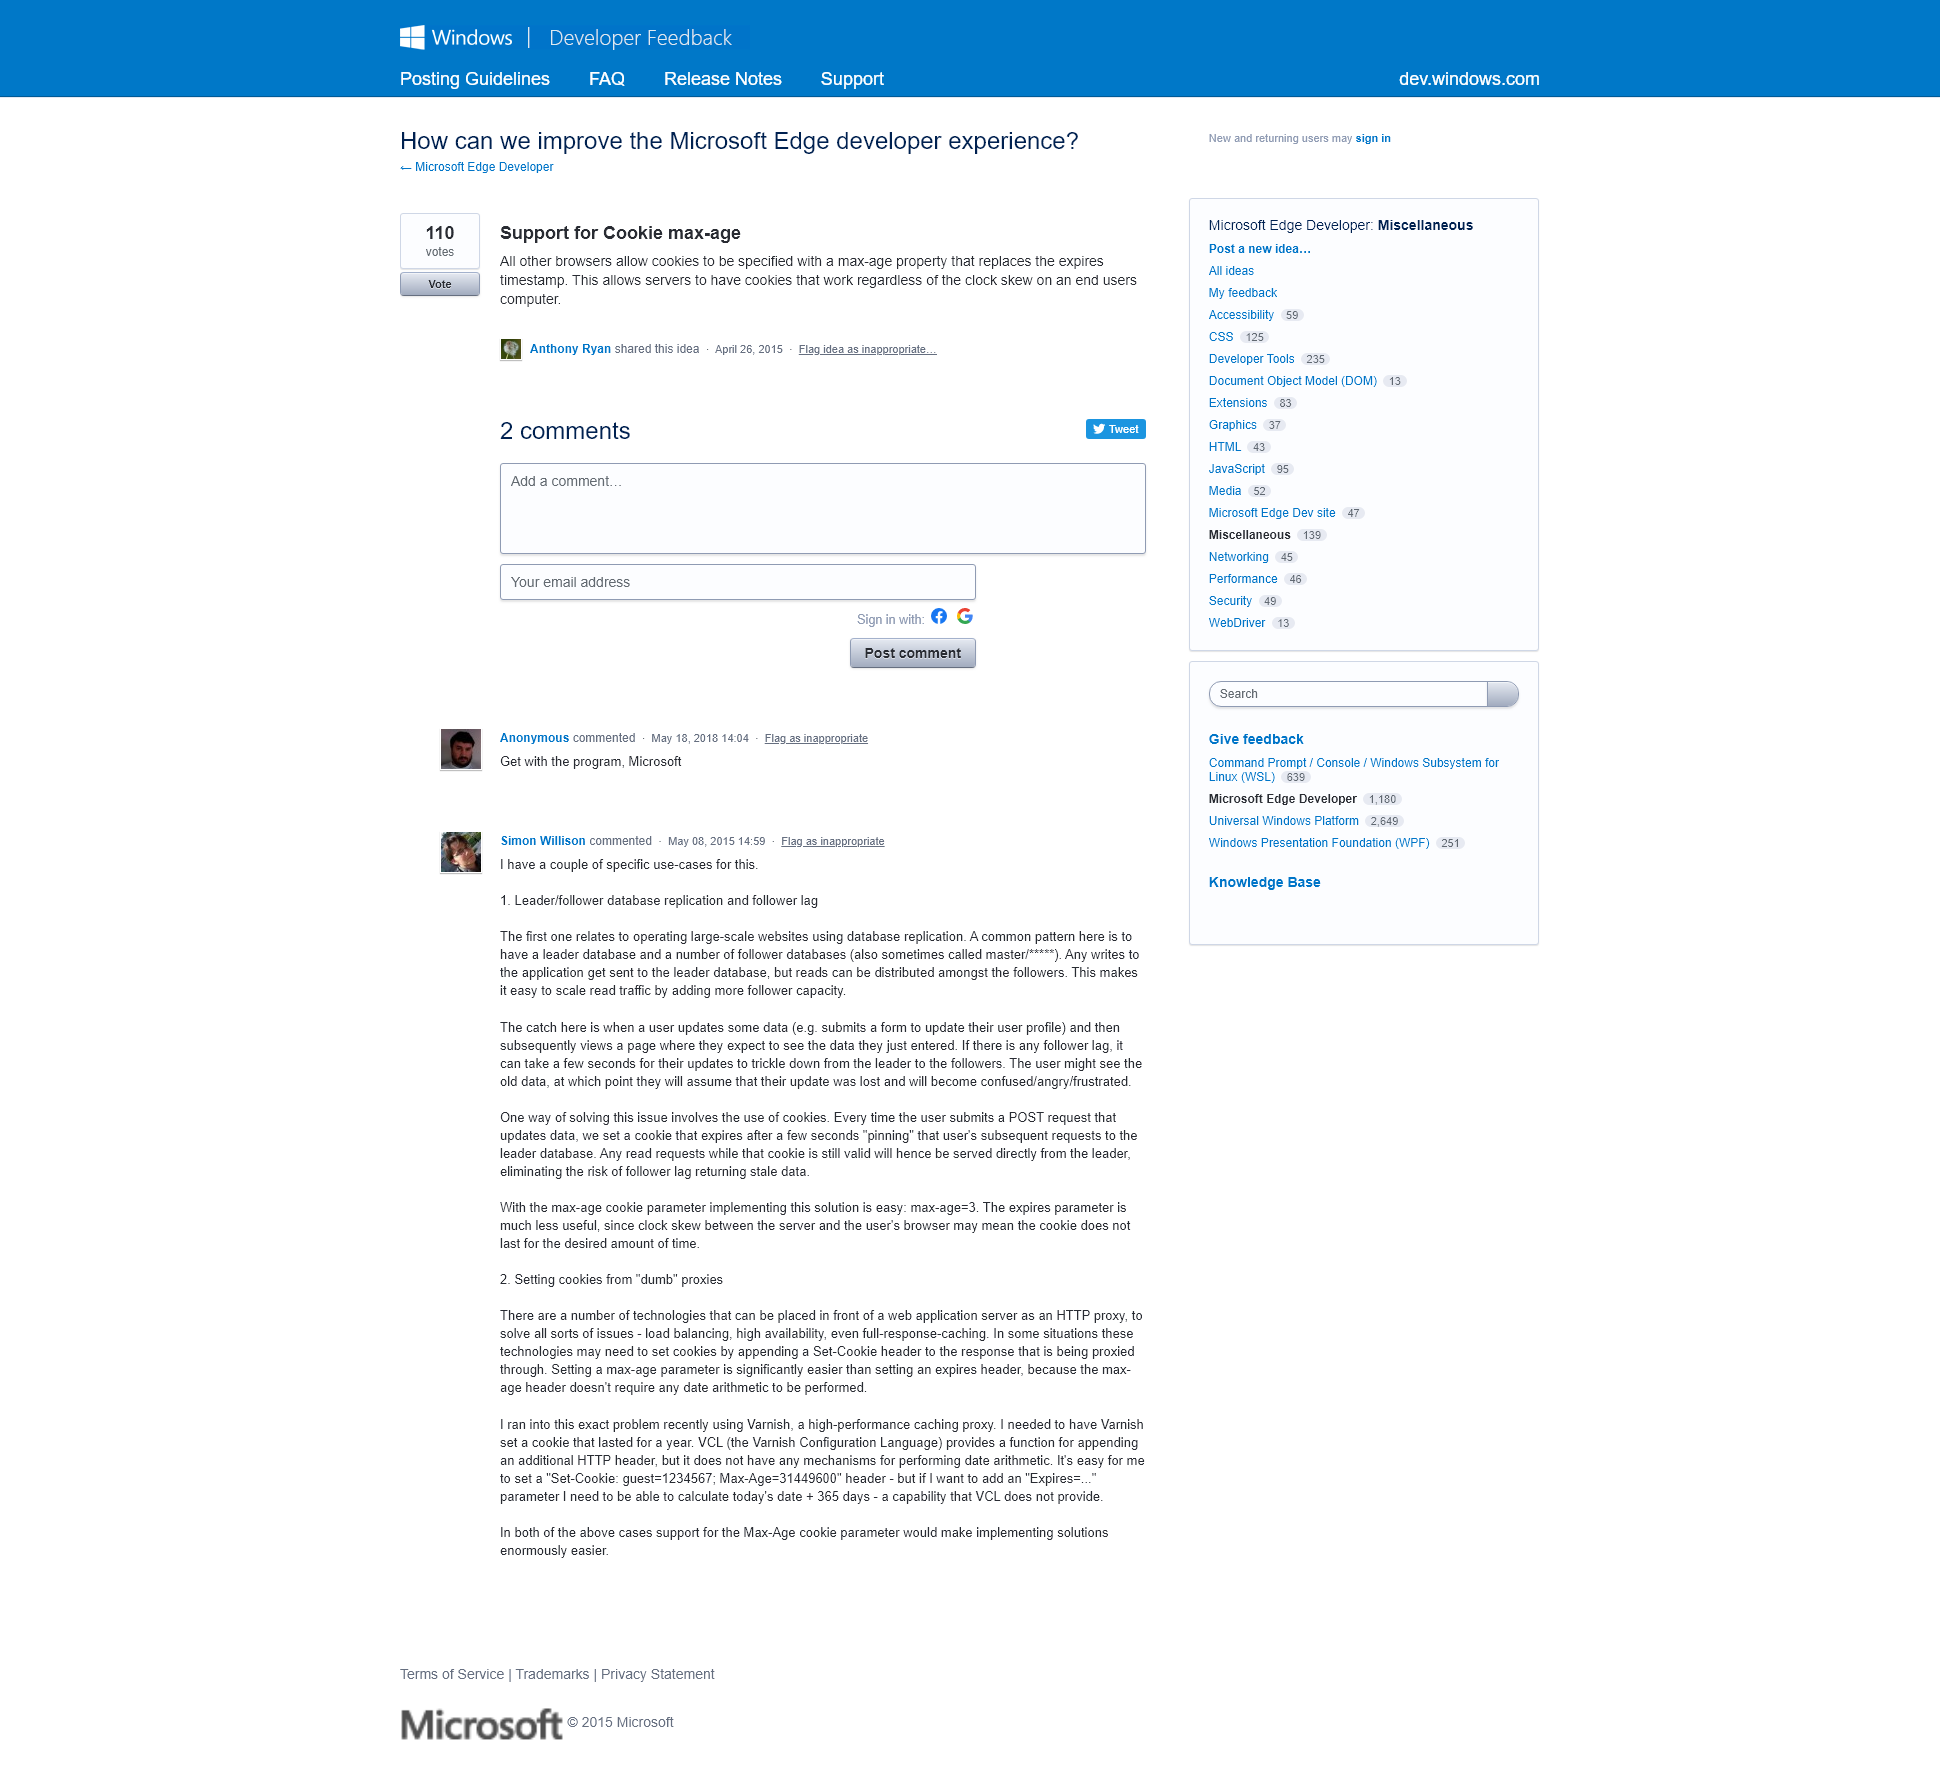 Windows | Developer Feedback
Posting Guidelines FAQ Release Notes Support dev.windows.com
How can we improve the Microsoft Edge developer experience?
← Microsoft Edge Developer
New and returning users may sign in
110
votes
Vote
Support for Cookie max-age
All other browsers allow cookies to be specified with a max-age property that replaces the expires
timestamp. This allows servers to have cookies that work regardless of the clock skew on an end users
computer.
Anthony Ryan shared this idea · April 26, 2015 · Flag idea as inappropriate…
2 comments
Tweet
Add a comment…
Your email address
Sign in with:
Post comment
Anonymous commented · May 18, 2018 14:04 · Flag as inappropriate
Get with the program, Microsoft
Simon Willison commented · May 08, 2015 14:59 · Flag as inappropriate
I have a couple of specific use-cases for this.
1. Leader/follower database replication and follower lag
The first one relates to operating large-scale websites using database replication. A common pattern here is to
have a leader database and a number of follower databases (also sometimes called master/*****). Any writes to
the application get sent to the leader database, but reads can be distributed amongst the followers. This makes
it easy to scale read traffic by adding more follower capacity.
The catch here is when a user updates some data (e.g. submits a form to update their user profile) and then
subsequently views a page where they expect to see the data they just entered. If there is any follower lag, it
can take a few seconds for their updates to trickle down from the leader to the followers. The user might see the
old data, at which point they will assume that their update was lost and will become confused/angry/frustrated.
One way of solving this issue involves the use of cookies. Every time the user submits a POST request that
updates data, we set a cookie that expires after a few seconds "pinning" that user's subsequent requests to the
leader database. Any read requests while that cookie is still valid will hence be served directly from the leader,
eliminating the risk of follower lag returning stale data.
With the max-age cookie parameter implementing this solution is easy: max-age=3. The expires parameter is
much less useful, since clock skew between the server and the user's browser may mean the cookie does not
last for the desired amount of time.
2. Setting cookies from "dumb" proxies
There are a number of technologies that can be placed in front of a web application server as an HTTP proxy, to
solve all sorts of issues - load balancing, high availability, even full-response-caching. In some situations these
technologies may need to set cookies by appending a Set-Cookie header to the response that is being proxied
through. Setting a max-age parameter is significantly easier than setting an expires header, because the max-
age header doesn't require any date arithmetic to be performed.
I ran into this exact problem recently using Varnish, a high-performance caching proxy. I needed to have Varnish
set a cookie that lasted for a year. VCL (the Varnish Configuration Language) provides a function for appending
an additional HTTP header, but it does not have any mechanisms for performing date arithmetic. It's easy for me
to set a "Set-Cookie: guest=1234567; Max-Age=31449600" header - but if I want to add an "Expires=..."
parameter I need to be able to calculate today's date + 365 days - a capability that VCL does not provide.
In both of the above cases support for the Max-Age cookie parameter would make implementing solutions
enormously easier.
Microsoft Edge Developer: Miscellaneous
Post a new idea…
All ideas
My feedback
Accessibility 59
CSS 125
Developer Tools 235
Document Object Model (DOM) 13
Extensions 83
Graphics 37
HTML 43
JavaScript 95
Media 52
Microsoft Edge Dev site 47
Miscellaneous 139
Networking 45
Performance 46
Security 49
WebDriver 13
Search
Give feedback
Command Prompt / Console / Windows Subsystem for
Linux (WSL) 639
Microsoft Edge Developer 1,180
Universal Windows Platform 2,649
Windows Presentation Foundation (WPF) 251
Knowledge Base
Terms of Service | Trademarks | Privacy Statement
Microsoft © 2015 Microsoft